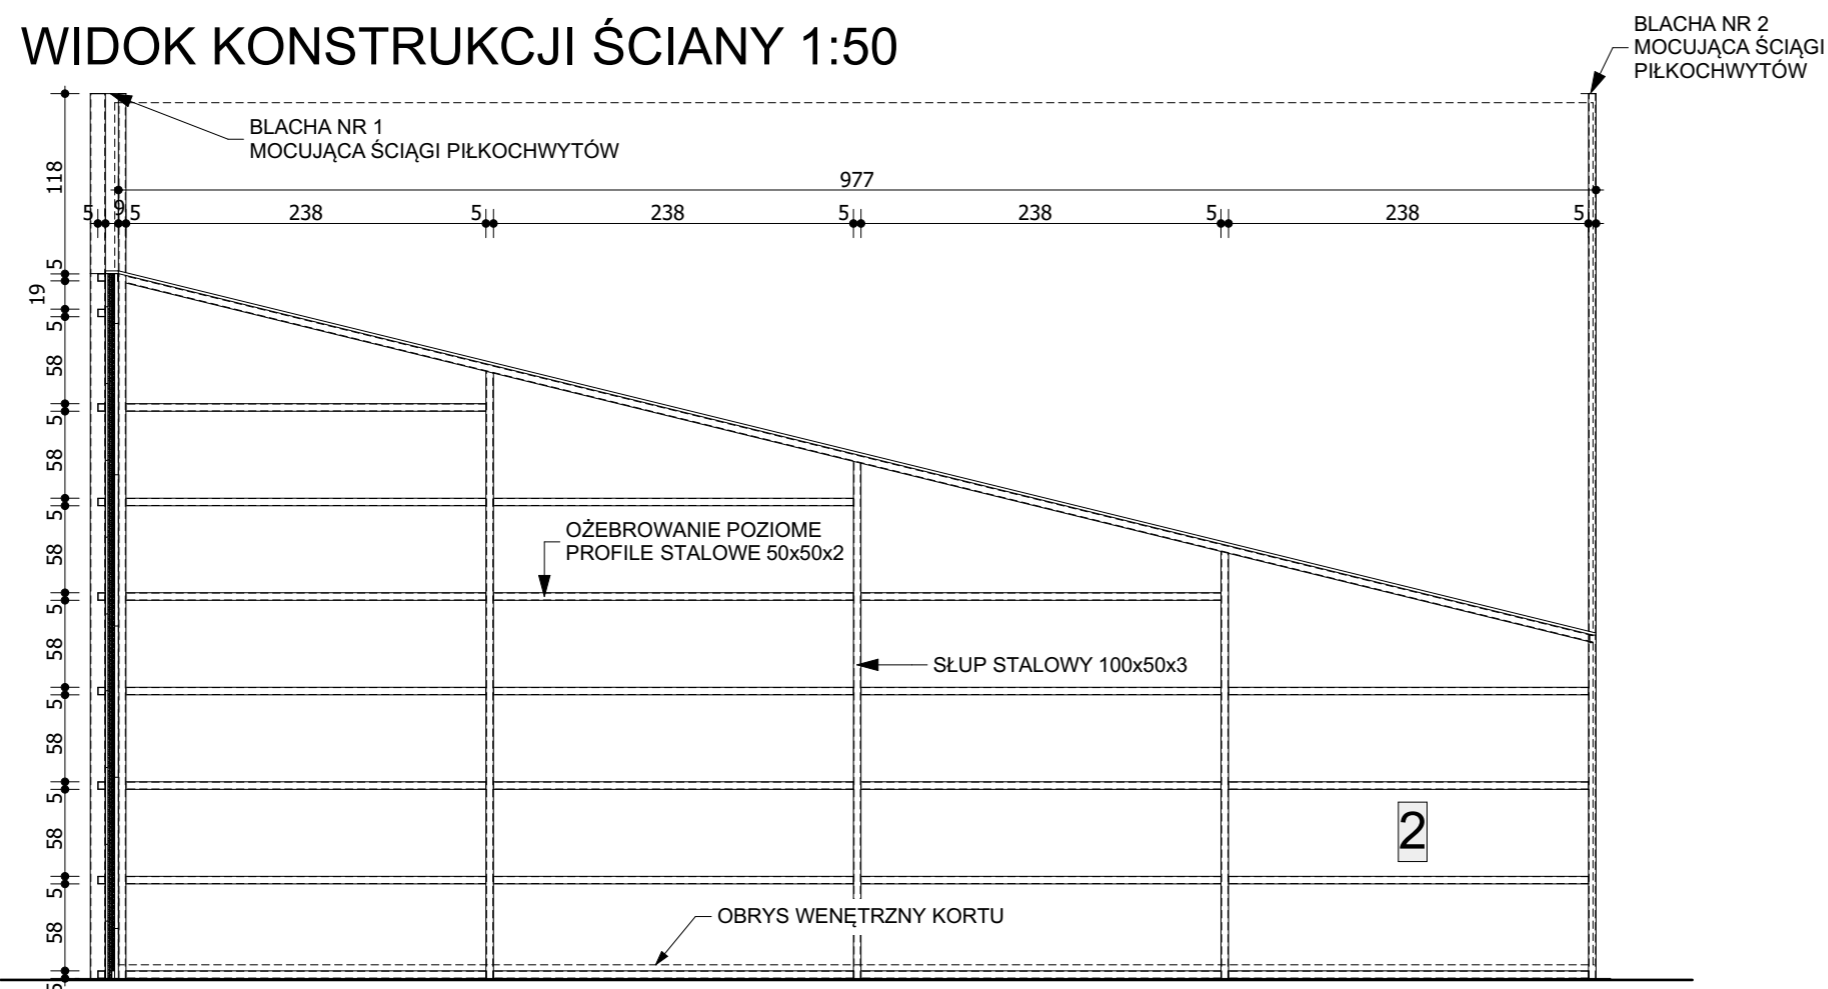 WIDOK KONSTRUKCJI ŚCIANY 1:50
BLACHA NR 2
MOCUJĄCA ŚCIĄGI
PIŁKOCHWYTÓW
BLACHA NR 1
MOCUJĄCA ŚCIĄGI PIŁKOCHWYTÓW
118
977
5 9 5 238 5 238 5 238 5 238 5
5
19
5
58
5
58
5
OŻEBROWANIE POZIOME
PROFILE STALOWE 50x50x2
58
5
58
SŁUP STALOWY 100x50x3
5
58
5
58
2
5
58
OBRYS WENĘTRZNY KORTU
5